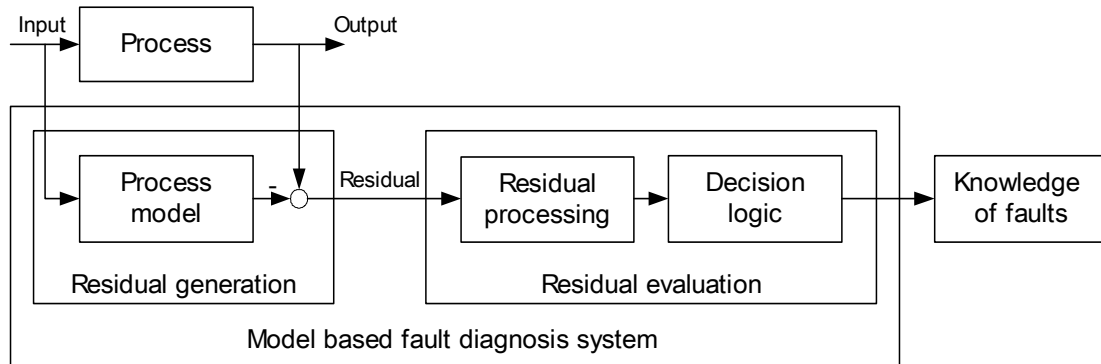 Input
Process
Output
Process
model
-
Residual
Residual
processing
Decision
logic
Knowledge
of faults
Residual generation
Residual evaluation
Model based fault diagnosis system